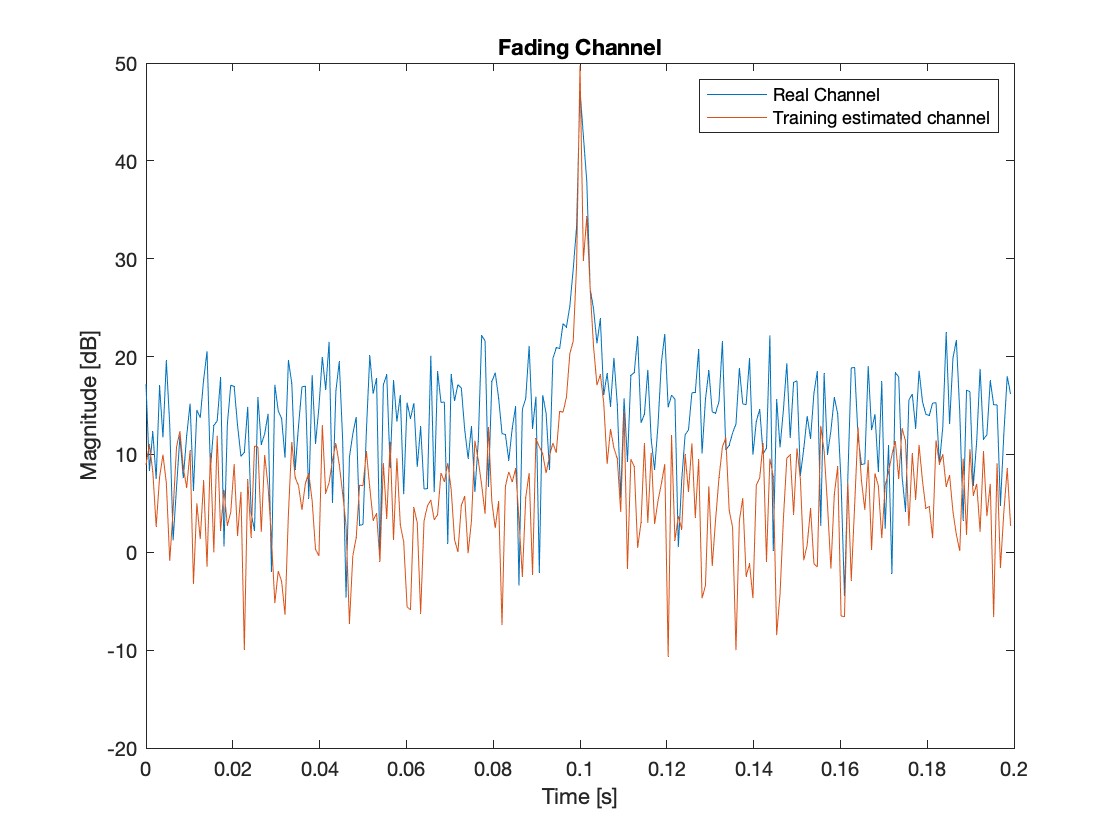 Fading Channel
Real Channel
Training estimated channel
Magnitude [dB]
50
40
30
20
10
0
-10
-20
0 0.02 0.04 0.06 0.08 0.1 0.12 0.14 0.16 0.18 0.2
Time [s]